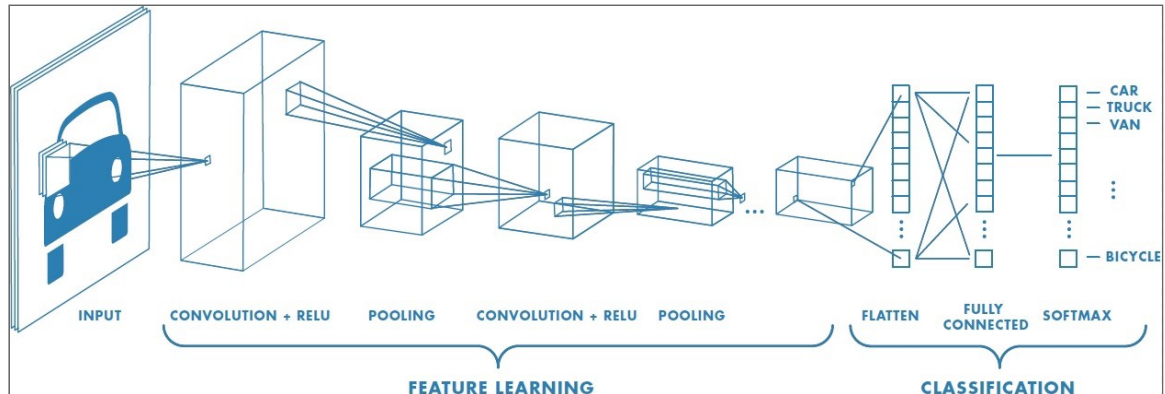 CAR
TRUCK
VAN
BICYCLE
INPUT
CONVOLUTION + RELU
POOLING
CONVOLUTION + RELU
POOLING
FLATTEN
FULLY
CONNECTED
SOFTMAX
FEATURE LEARNING
CLASSIFICATION